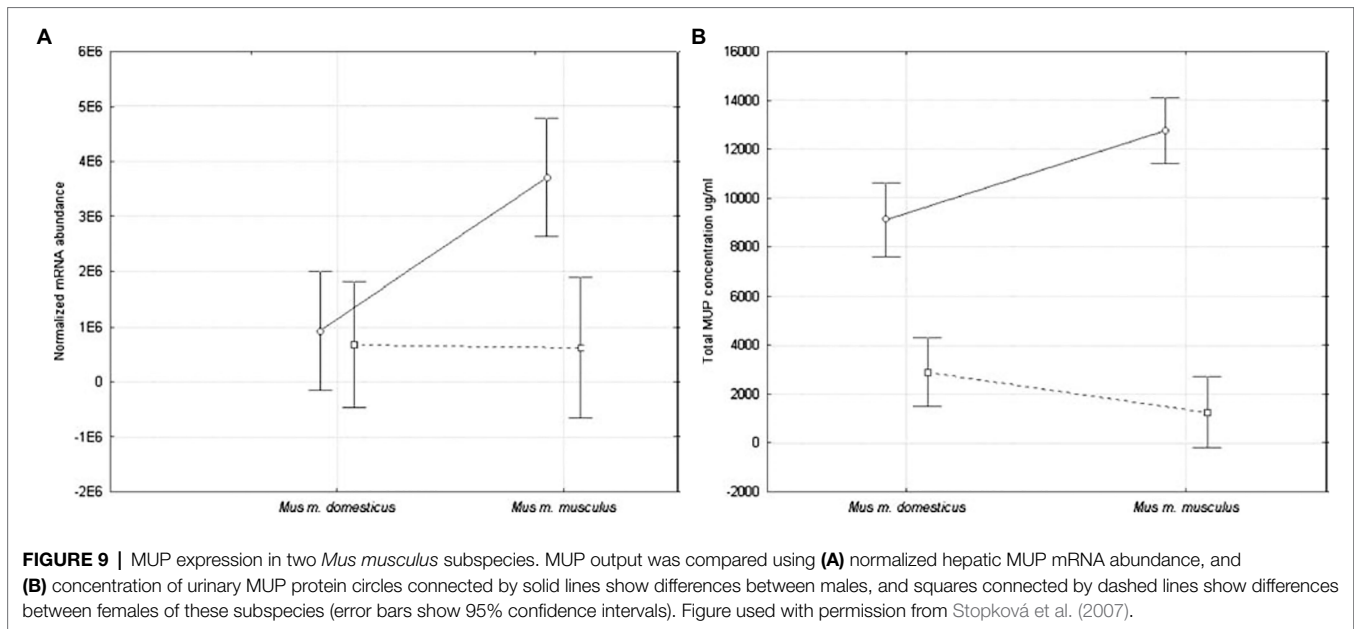 A
B
6E6
5E6
4E6
3E6
2E6
1E6
0
-1E6
-2E6
Normalized mRNA abundance
Mus m. domesticus
Mus m. musculus
16000
14000
12000
10000
8000
6000
4000
2000
0
-2000
Total MUP concentration ug/ml
Mus m. domesticus
Mus m. musculus
FIGURE 9 | MUP expression in two Mus musculus subspecies. MUP output was compared using (A) normalized hepatic MUP mRNA abundance, and
(B) concentration of urinary MUP protein circles connected by solid lines show differences between males, and squares connected by dashed lines show differences
between females of these subspecies (error bars show 95% confidence intervals). Figure used with permission from Stopková et al. (2007).